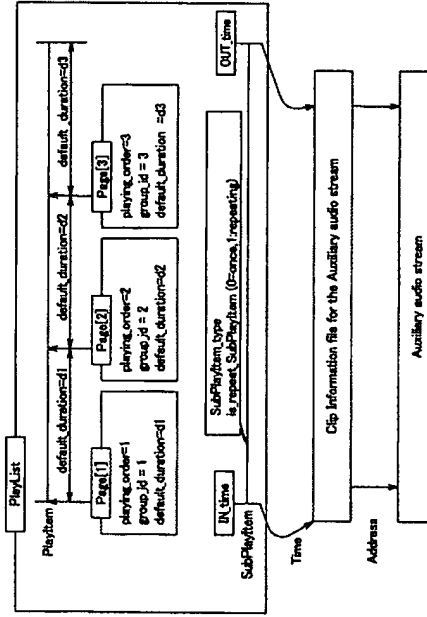 PlayList
PlayItem
default_duration=d1
default_duration=d2
default_duration=d3
Page[1]
playing_order=1
group_id = 1
default_duration=d1
Page[2]
playing_order=2
group_id = 2
default_duration=d2
Page[3]
playing_order=3
group_id = 3
default_duration =d3
IN_time
SubPlayItem_type
is_repeat_SubPlayItem (0=once,1:repeating)
OUT_time
SubPlayItem
Time
Clip Information file for the Auxiliary audio stream
Address
Auxiliary audio stream